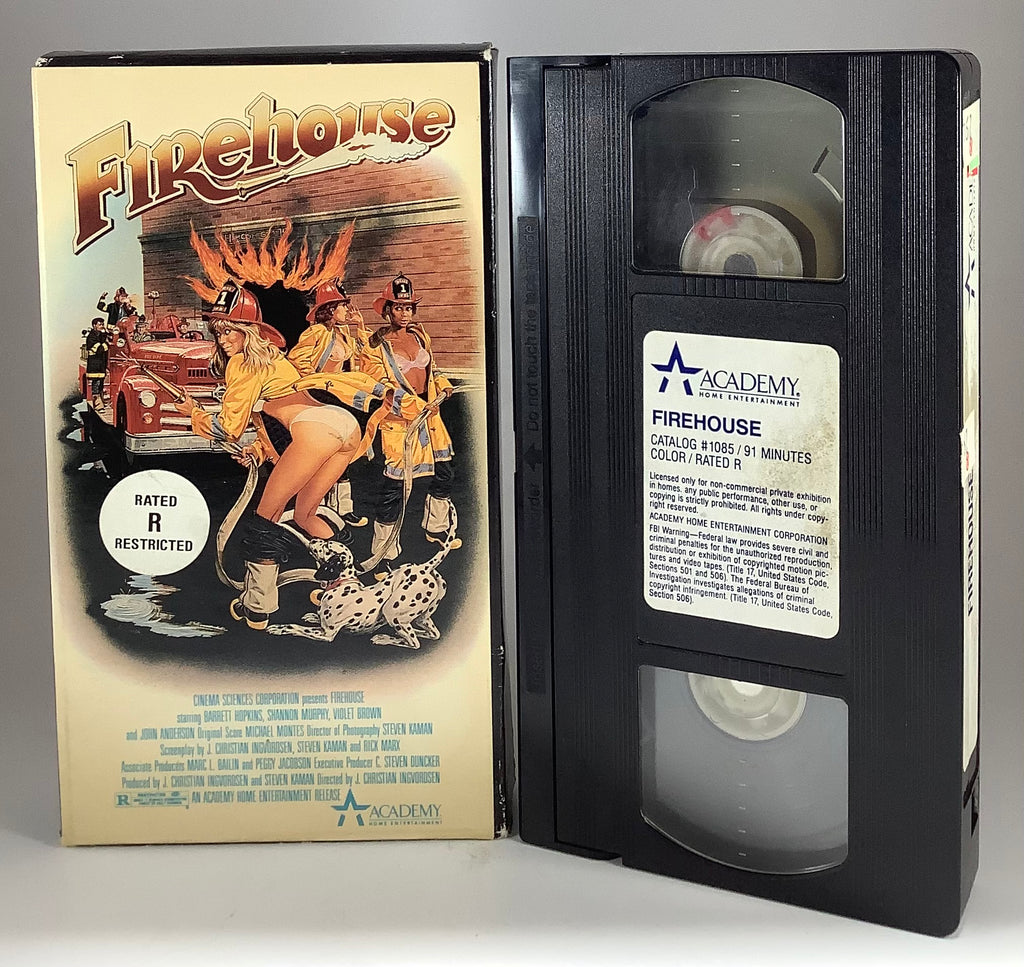 Firehouse
1
1
1
RATED
R
RESTRICTED
CINEMA SCIENCES CORPORATION presents FIREHOUSE
starring BARRETT HOPKINS, SHANNON MURPHY, VIOLET BROWN
and JOHN ANDERSON Original Score MICHAEL MONTES Director of Photography STEVEN KAMAN
Screenplay by J. CHRISTIAN INGVORDSEN, STEVEN KAMAN and RICK MARX
Associate Producers MARC L. BAILIN and PEGGY JACOBSON Executive Producer C. STEVEN DUNCKER
Produced by J. CHRISTIAN INGVORDSEN and STEVEN KAMAN Directed by J. CHRISTIAN INGVORDSEN
R RESTRICTED
AN ACADEMY HOME ENTERTAINMENT RELEASE
ACADEMY
HOME ENTERTAINMENT
Do not touch the tape inside
ACADEMY
HOME ENTERTAINMENT
FIREHOUSE
CATALOG #1085 / 91 MINUTES
COLOR / RATED R
Licensed only for non-commercial private exhibition
in homes, any public performance, other use, or
copying is strictly prohibited. All rights under copy-
right reserved.
ACADEMY HOME ENTERTAINMENT CORPORATION
FBI Warning—Federal law provides severe civil and
criminal penalties for the unauthorized reproduction,
distribution or exhibition of copyrighted motion pic-
tures and video tapes. (Title 17, United States Code,
Sections 501 and 506). The Federal Bureau of
Investigation investigates allegations of criminal
copyright infringement. (Title 17, United States Code,
Section 506).
FIREHOUSE